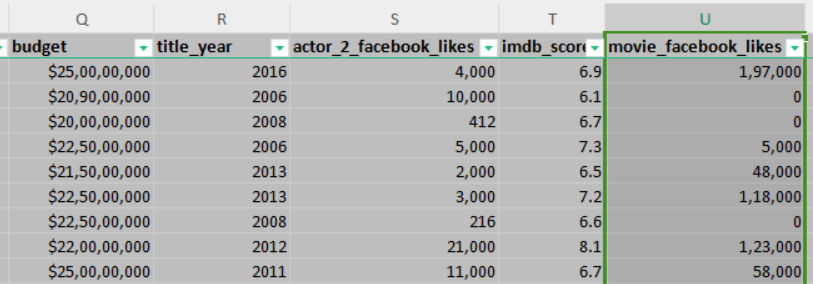 Q R S T U
budget title_year actor_2_facebook_likes imdb_score movie_facebook_likes
$25,00,00,000 2016 4,000 6.9 1,97,000
$20,90,00,000 2006 10,000 6.1 0
$20,00,00,000 2008 412 6.7 0
$22,50,00,000 2006 5,000 7.3 5,000
$21,50,00,000 2013 2,000 6.5 48,000
$22,50,00,000 2013 3,000 7.2 1,18,000
$22,50,00,000 2008 216 6.6 0
$22,00,00,000 2012 21,000 8.1 1,23,000
$25,00,00,000 2011 11,000 6.7 58,000